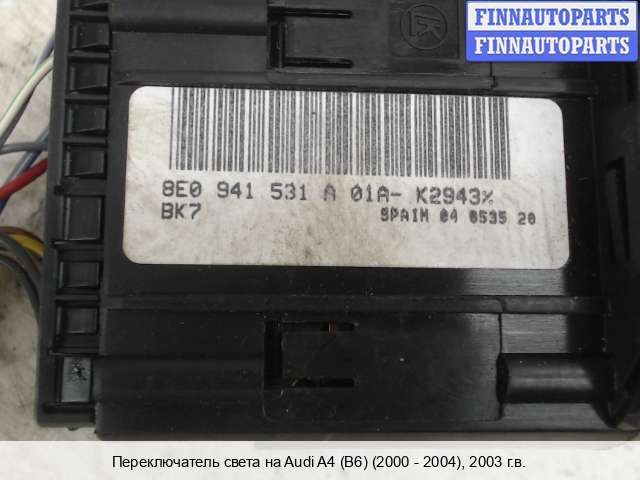 FINNAUTOPARTS
FINNAUTOPARTS
8E0 941 531 A 01A- K2943%
BK7
SPAIM 04 0535 20
Переключатель света на Audi A4 (B6) (2000 - 2004), 2003 г.в.